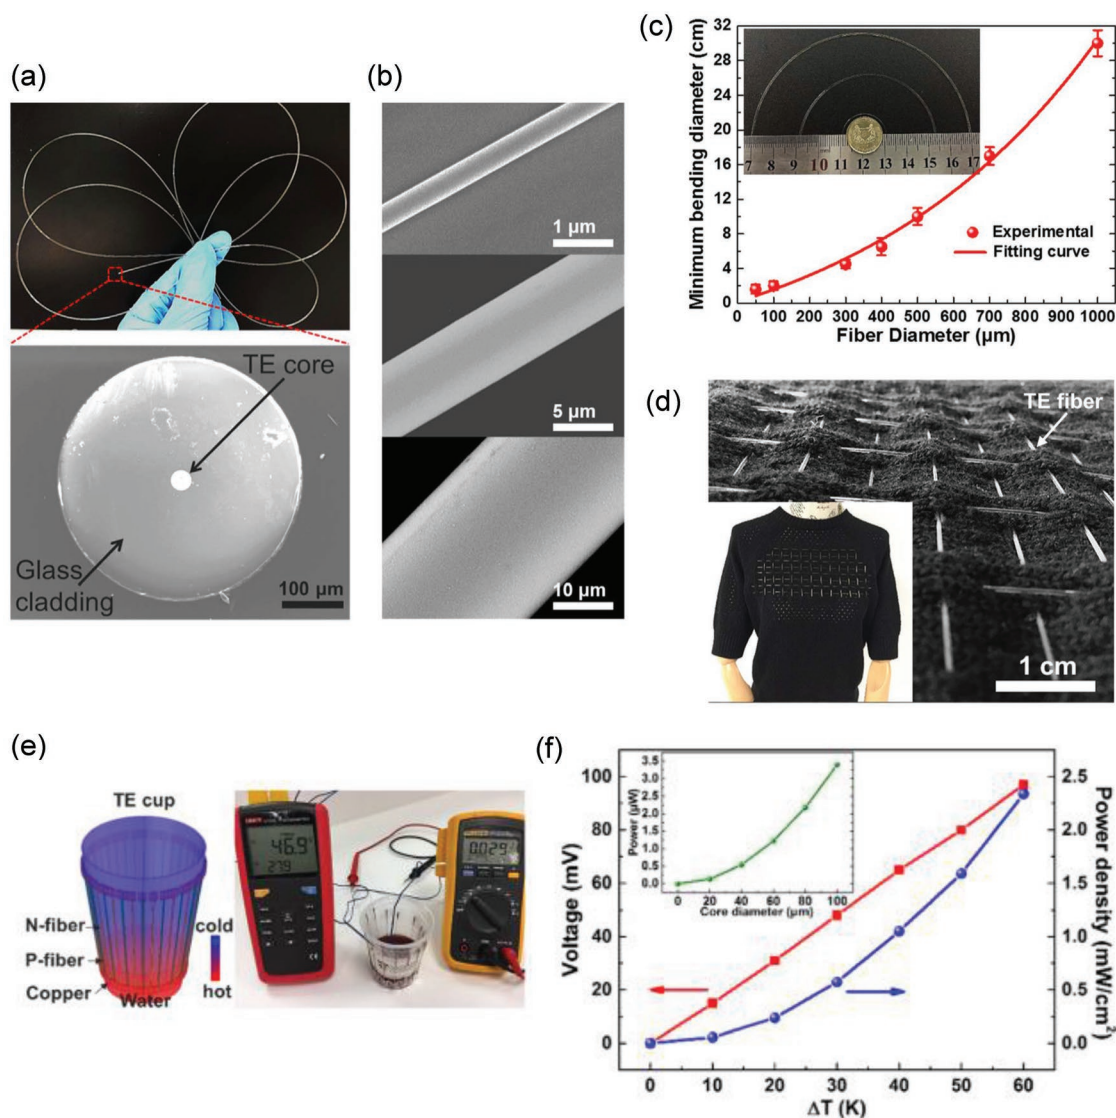 (a)
TE core
Glass
cladding
100 µm
(b)
1 µm
5 µm
10 µm
(c)
Minimum bending diameter (cm)
32
28
24
20
16
12
8
4
0
7 8 9 10 11 12 13 14 15 16 17
Experimental
Fitting curve
0 100 200 300 400 500 600 700 800 900 1000
Fiber Diameter (µm)
(d)
TE fiber
1 cm
(e)
TE cup
N-fiber
P-fiber
Copper
Water
cold
hot
46.9
27.9
0.029
(f)
Voltage (mV)
100
80
60
40
20
0
Power (µW)
3.5
3.0
2.5
2.0
1.5
1.0
0.5
0.0
0 20 40 60 80 100
Core diameter (µm)
2.5
2.0
1.5
1.0
0.5
0.0
Power density (mW/cm²)
0 10 20 30 40 50 60
ΔT (K)